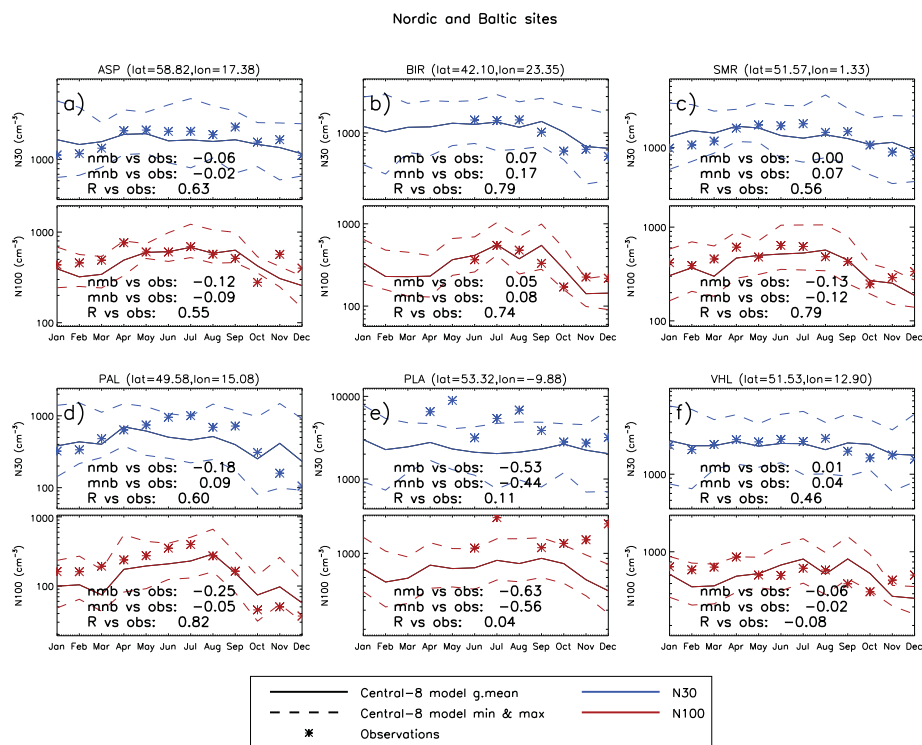 Nordic and Baltic sites
ASP (lat=58.82,lon=17.38)
a)
N30 (cm⁻³)
1000
nmb vs obs: −0.06
mnb vs obs: −0.02
R vs obs: 0.63
N100 (cm⁻³)
1000
100
nmb vs obs: −0.12
mnb vs obs: −0.09
R vs obs: 0.55
Jan Feb Mar Apr May Jun Jul Aug Sep Oct Nov Dec
BIR (lat=42.10,lon=23.35)
b)
N30 (cm⁻³)
1000
nmb vs obs: 0.07
mnb vs obs: 0.17
R vs obs: 0.79
N100 (cm⁻³)
1000
100
nmb vs obs: 0.05
mnb vs obs: 0.08
R vs obs: 0.74
Jan Feb Mar Apr May Jun Jul Aug Sep Oct Nov Dec
SMR (lat=51.57,lon=1.33)
c)
N30 (cm⁻³)
1000
nmb vs obs: 0.00
mnb vs obs: 0.07
R vs obs: 0.56
N100 (cm⁻³)
1000
100
nmb vs obs: −0.13
mnb vs obs: −0.12
R vs obs: 0.79
Jan Feb Mar Apr May Jun Jul Aug Sep Oct Nov Dec
PAL (lat=49.58,lon=15.08)
d)
N30 (cm⁻³)
1000
100
nmb vs obs: −0.18
mnb vs obs: 0.09
R vs obs: 0.60
N100 (cm⁻³)
1000
100
nmb vs obs: −0.25
mnb vs obs: −0.05
R vs obs: 0.82
Jan Feb Mar Apr May Jun Jul Aug Sep Oct Nov Dec
PLA (lat=53.32,lon=−9.88)
e)
N30 (cm⁻³)
10000
1000
nmb vs obs: −0.53
mnb vs obs: −0.44
R vs obs: 0.11
N100 (cm⁻³)
1000
nmb vs obs: −0.63
mnb vs obs: −0.56
R vs obs: 0.04
Jan Feb Mar Apr May Jun Jul Aug Sep Oct Nov Dec
VHL (lat=51.53,lon=12.90)
f)
N30 (cm⁻³)
1000
nmb vs obs: 0.01
mnb vs obs: 0.04
R vs obs: 0.46
N100 (cm⁻³)
1000
nmb vs obs: −0.06
mnb vs obs: −0.02
R vs obs: −0.08
Jan Feb Mar Apr May Jun Jul Aug Sep Oct Nov Dec
Central−8 model g.mean
Central−8 model min & max
Observations
N30
N100